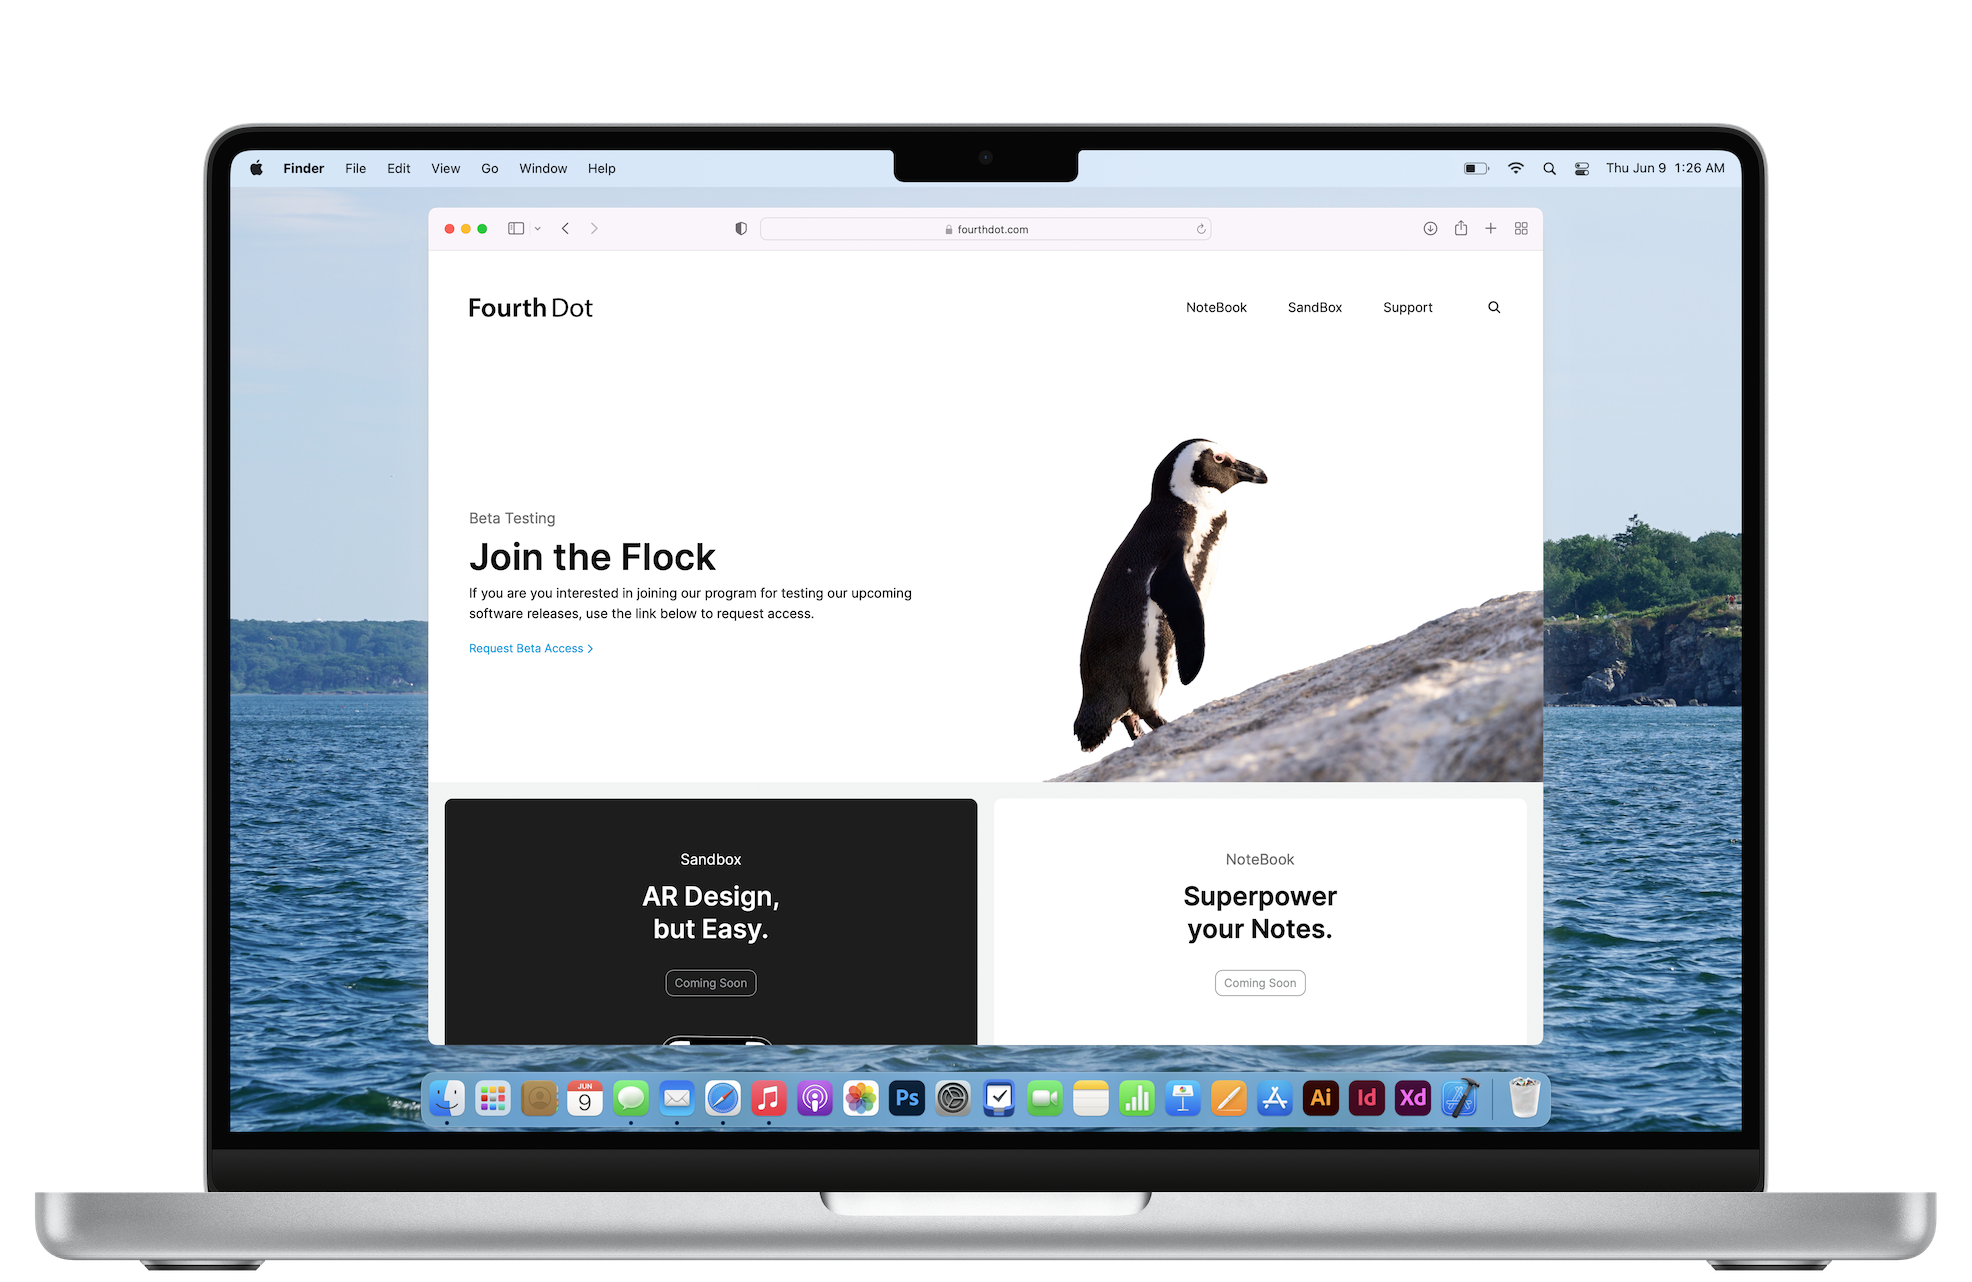 Finder File Edit View Go Window Help
Thu Jun 9 1:26 AM
fourthdot.com
Fourth Dot
NoteBook SandBox Support
Beta Testing
Join the Flock
If you are you interested in joining our program for testing our upcoming
software releases, use the link below to request access.
Request Beta Access >
Sandbox
AR Design,
but Easy.
Coming Soon
NoteBook
Superpower
your Notes.
Coming Soon
JUN
9
Ps
Ai
Id
Xd